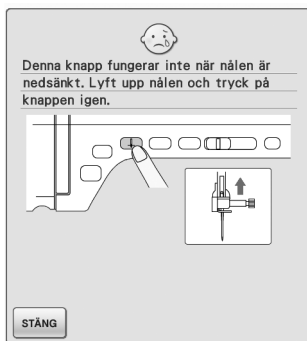 Denna knapp fungerar inte när nålen är
nedsänkt. Lyft upp nålen och tryck på
knappen igen.
STÄNG